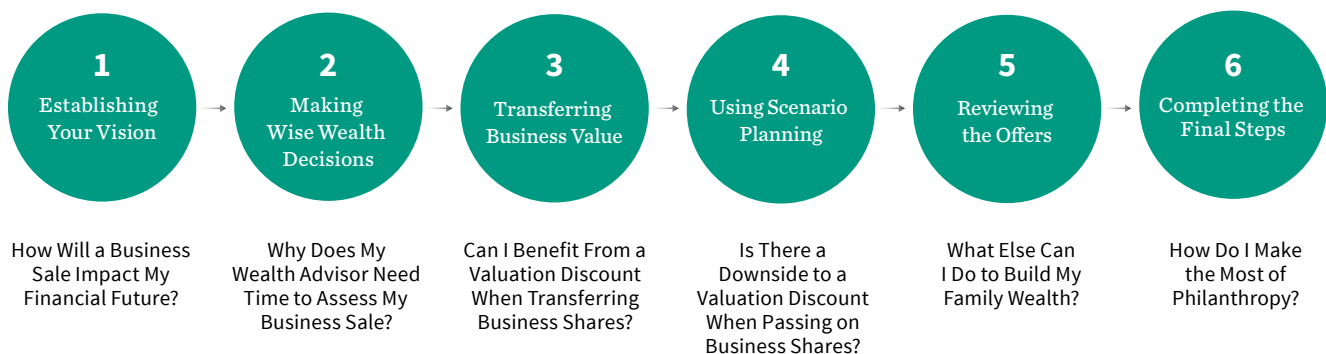 1
Establishing
Your Vision
2
Making
Wise Wealth
Decisions
3
Transferring
Business Value
4
Using Scenario
Planning
5
Reviewing
the Offers
6
Completing the
Final Steps
How Will a Business
Sale Impact My
Financial Future?
Why Does My
Wealth Advisor Need
Time to Assess My
Business Sale?
Can I Benefit From a
Valuation Discount
When Transferring
Business Shares?
Is There a
Downside to a
Valuation Discount
When Passing on
Business Shares?
What Else Can
I Do to Build My
Family Wealth?
How Do I Make
the Most of
Philanthropy?